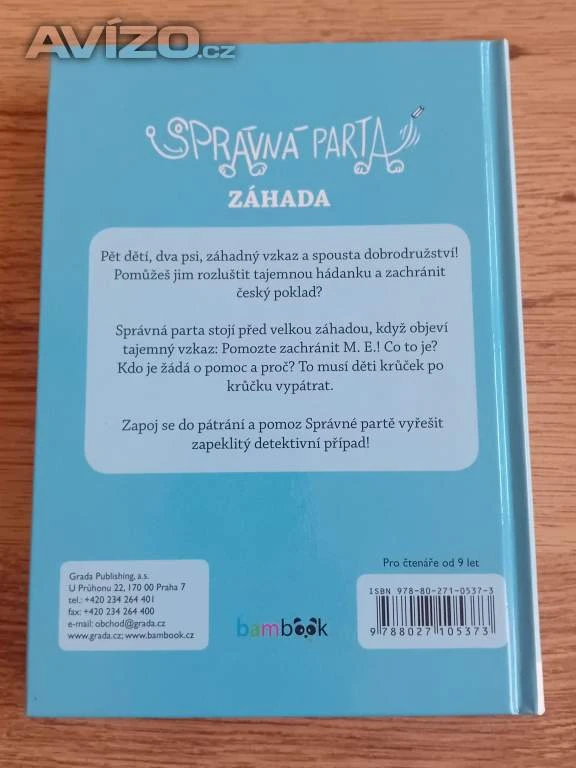 AVÍZO.cz
SPRÁVNÁ PARTA
ZÁHADA
Pět dětí, dva psi, záhadný vzkaz a spousta dobrodružství!
Pomůžeš jim rozluštit tajemnou hádanku a zachránit
český poklad?
Správná parta stojí před velkou záhadou, když objeví
tajemný vzkaz: Pomozte zachránit M. E.! Co to je?
Kdo je žádá o pomoc a proč? To musí děti krůček po
krůčku vypátrat.
Zapoj se do pátrání a pomoz Správné partě vyřešit
zapeklitý detektivní případ!
Pro čtenáře od 9 let
Grada Publishing, a.s.
U Průhonu 22, 170 00 Praha 7
tel.: +420 234 264 401
fax: +420 234 264 400
e-mail: obchod@grada.cz
www.grada.cz; www.bambook.cz
bambook
ISBN 978-80-271-0537-3
9 788027 105373